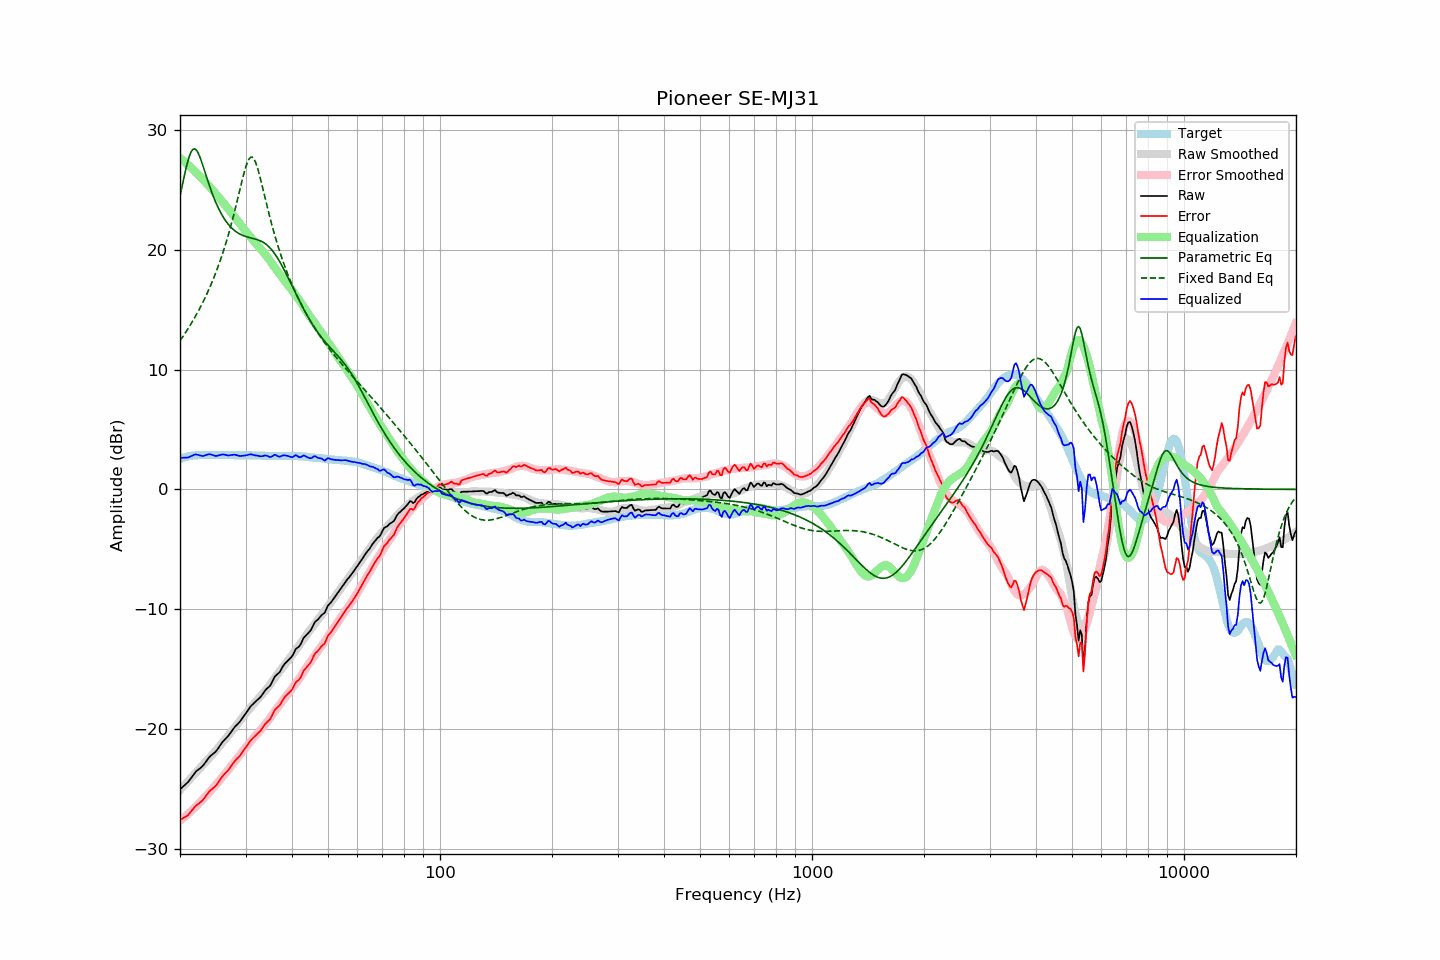 Pioneer SE-MJ31
Target
Raw Smoothed
Error Smoothed
Raw
Error
Equalization
Parametric Eq
Fixed Band Eq
Equalized
Amplitude (dBr)
30
20
10
0
−10
−20
−30
100
1000
10000
Frequency (Hz)